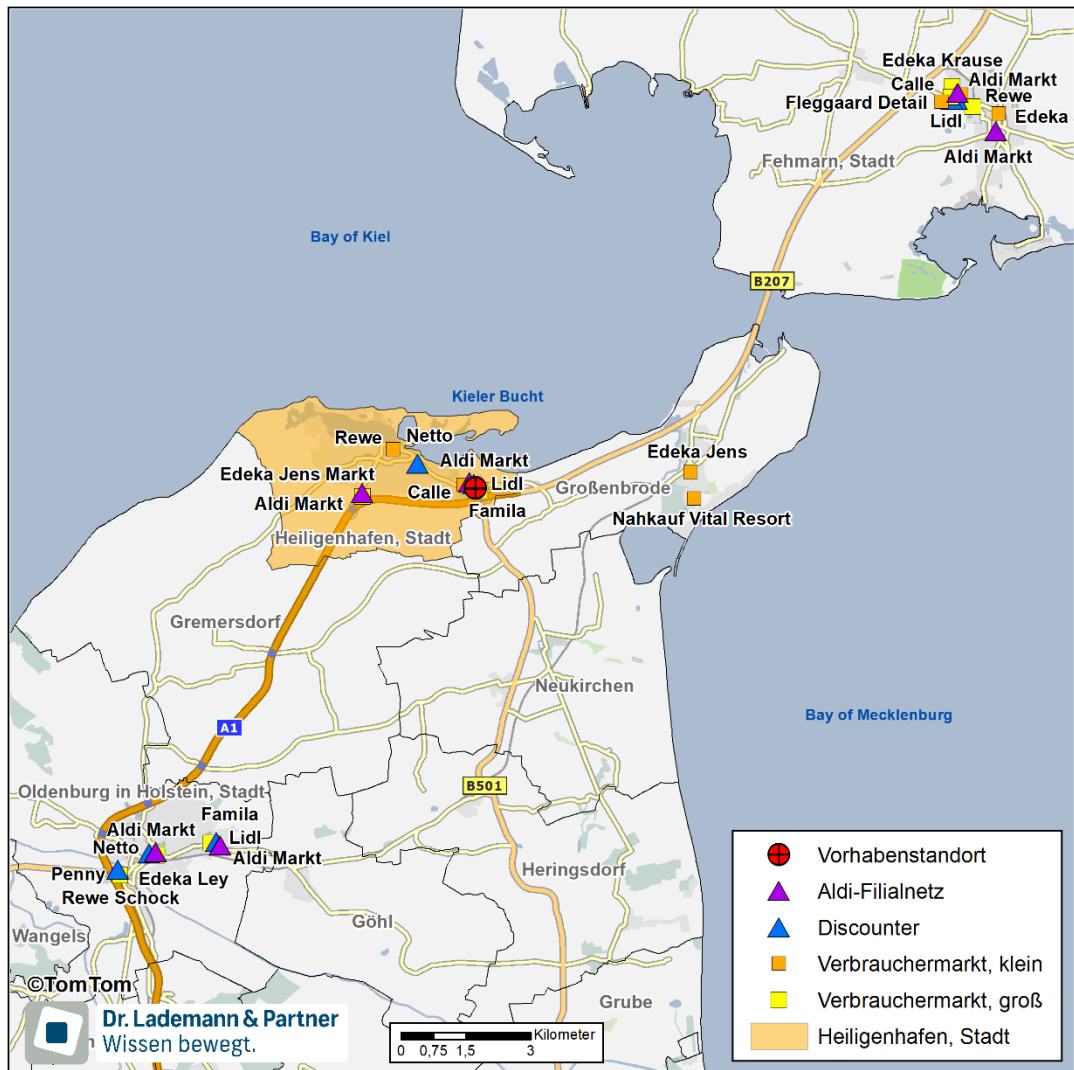 Edeka Krause
Calle
Aldi Markt
Fleggaard Detail
Rewe
Lidl
Edeka
Aldi Markt
Fehmarn, Stadt
Bay of Kiel
B207
Kieler Bucht
Rewe
Netto
Edeka Jens
Aldi Markt
Edeka Jens Markt
Lidl
Calle
Großenbrode
Aldi Markt
Famila
Nahkauf Vital Resort
Heiligenhafen, Stadt
Gremersdorf
Neukirchen
Bay of Mecklenburg
A1
B501
Oldenburg in Holstein, Stadt
Famila
Aldi Markt
Lidl
Netto
Aldi Markt
Penny
Edeka Ley
Heringsdorf
Rewe Schock
Göhl
Wangels
Grube
©TomTom
Dr. Lademann & Partner
Wissen bewegt.
Kilometer
0 0,75 1,5 3
Vorhabenstandort
Aldi-Filialnetz
Discounter
Verbrauchermarkt, klein
Verbrauchermarkt, groß
Heiligenhafen, Stadt